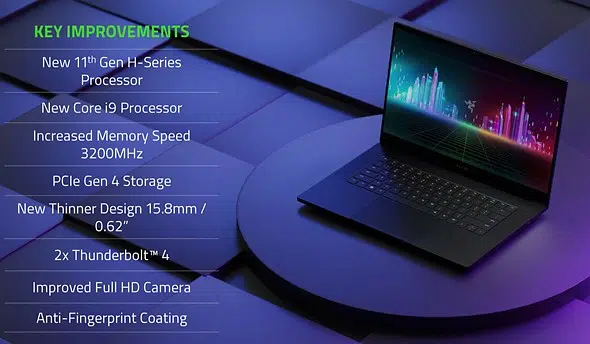 KEY IMPROVEMENTS
New 11th Gen H-Series
Processor
New Core i9 Processor
Increased Memory Speed
3200MHz
PCIe Gen 4 Storage
New Thinner Design 15.8mm /
0.62"
2x Thunderbolt™ 4
Improved Full HD Camera
Anti-Fingerprint Coating